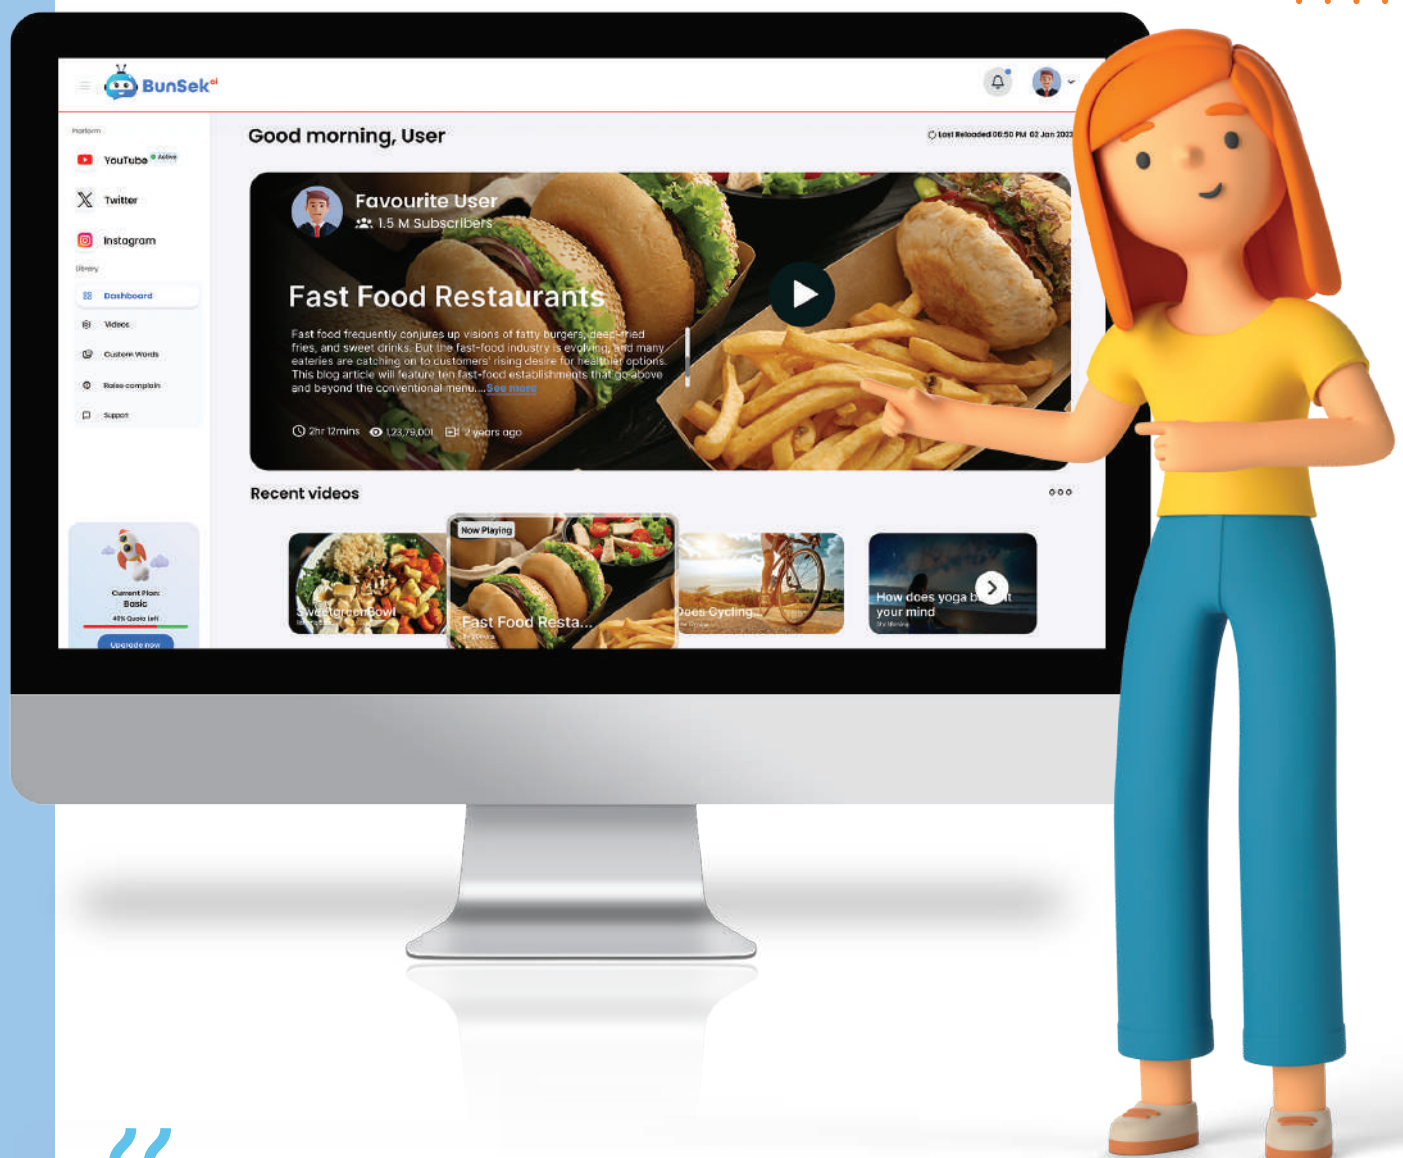 BunSek ai
Platform
YouTube Active
Twitter
Instagram
Library
Dashboard
Videos
Custom Words
Raise complain
Support
Current Plan:
Basic
40% Quota Left
Upgrade now
Good morning, User
Last Reloaded 06:50 PM 02 Jan
Favourite User
1.5 M Subscribers
Fast Food Restaurants
Fast food frequently conjures up visions of fatty burgers, deep-fried
fries, and sweet drinks. But the fast-food industry is evolving, and many
eateries are catching on to customers' rising desire for healthier options.
This blog article will feature ten fast-food establishments that go above
and beyond the conventional menu....See more
2hr 12mins 1,23,79,001 2 years ago
Recent videos
SweetgreenBowl
Now Playing
Fast Food Resta...
Does Cycling...
How does yoga
your mind
“